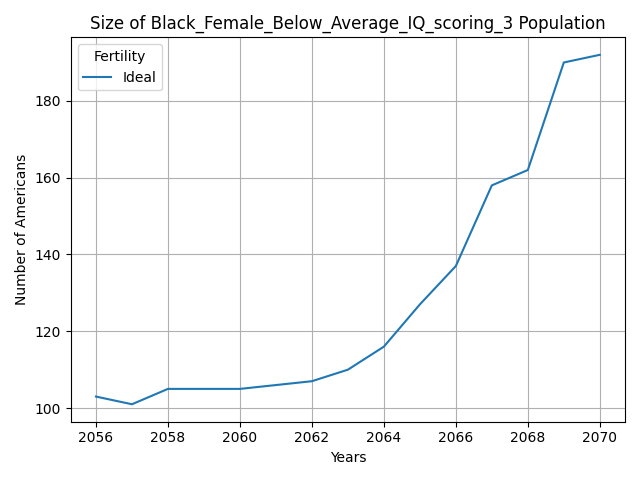 Size of Black_Female_Below_Average_IQ_scoring_3 Population
Fertility
Ideal
Number of Americans
180
160
140
120
100
2056 2058 2060 2062 2064 2066 2068 2070
Years